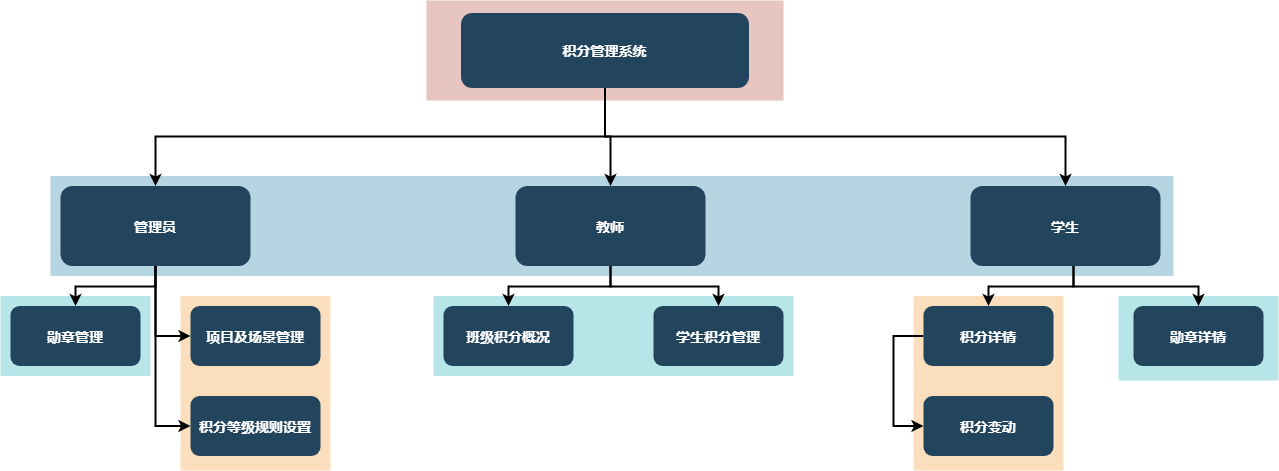 积分管理系统
管理员
教师
学生
勋章管理
项目及场景管理
班级积分概况
学生积分管理
积分详情
勋章详情
积分等级规则设置
积分变动